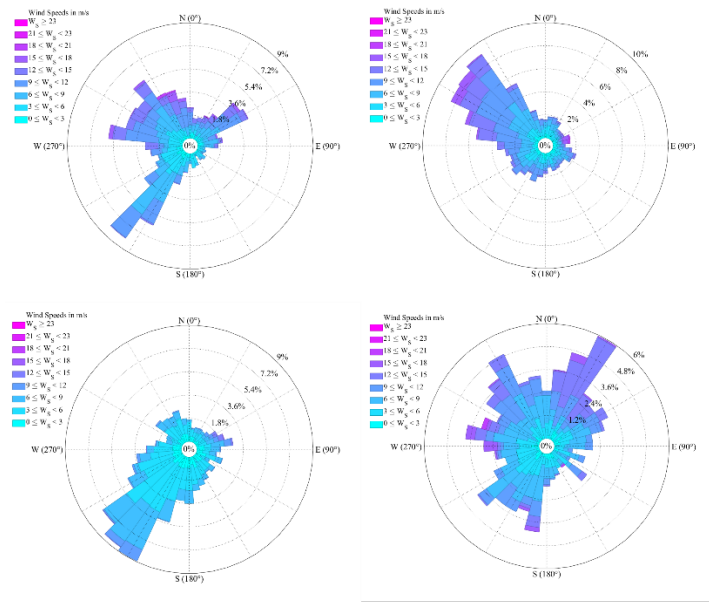 Wind Speeds in m/s
W_S ≥ 23
21 ≤ W_S < 23
18 < W_S < 21
15 ≤ W_S < 18
12 ≤ W_S < 15
9 < W_S < 12
6 ≤ W_S < 9
3 ≤ W_S < 6
0 ≤ W_S < 3
N (0°)
9%
7.2%
5.4%
3.6%
1.8%
0%
W (270°)
E (90°)
S (180°)
Wind Speeds in m/s
W_S ≥ 23
21 ≤ W_S < 23
18 ≤ W_S < 21
15 ≤ W_S < 18
12 ≤ W_S < 15
9 ≤ W_S < 12
6 ≤ W_S < 9
3 ≤ W_S < 6
0 ≤ W_S < 3
N (0°)
10%
8%
6%
4%
2%
0%
W (270°)
E (90°)
S (180°)
Wind Speeds in m/s
W_S ≥ 23
21 ≤ W_S < 23
18 ≤ W_S < 21
15 ≤ W_S < 18
12 ≤ W_S < 15
9 ≤ W_S < 12
6 ≤ W_S < 9
3 ≤ W_S < 6
0 ≤ W_S < 3
N (0°)
9%
7.2%
5.4%
3.6%
1.8%
0%
W (270°)
E (90°)
S (180°)
Wind Speeds in m/s
W_S ≥ 23
21 ≤ W_S < 23
18 ≤ W_S < 21
15 ≤ W_S < 18
12 ≤ W_S < 15
9 ≤ W_S < 12
6 ≤ W_S < 9
3 ≤ W_S < 6
0 ≤ W_S < 3
N (0°)
6%
4.8%
3.6%
2.4%
1.2%
0%
W (270°)
E (90°)
S (180°)